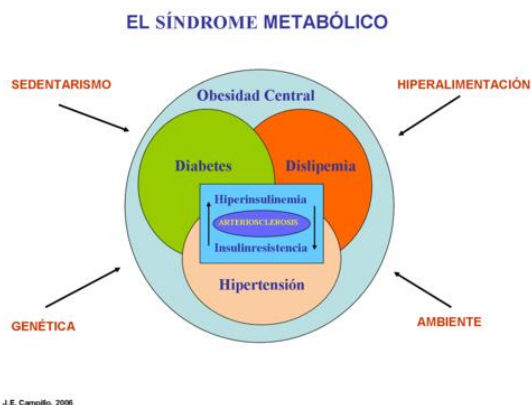 EL SÍNDROME METABÓLICO
SEDENTARISMO
HIPERALIMENTACIÓN
Obesidad Central
Diabetes
Dislipemia
Hiperinsulinemia
ARTERIOSCLEROSIS
Insulinresistencia
Hipertensión
GENÉTICA
AMBIENTE
J.E. Campillo, 2006